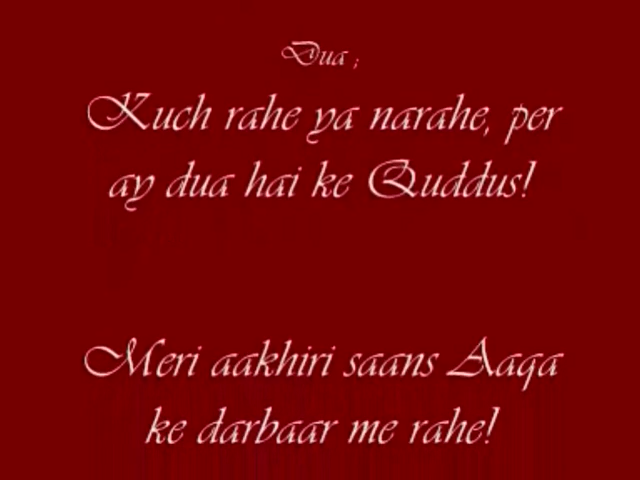 Dua ;
Kuch rahe ya narahe, per
ay dua hai ke Quddus!
Meri aakhiri saans Aaqa
ke darbaar me rahe!